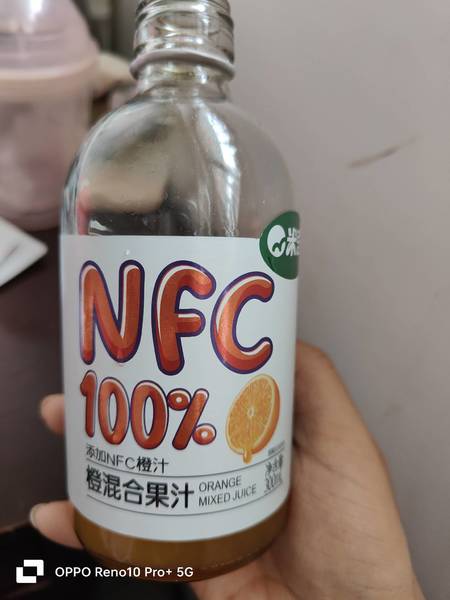 NFC
100%
添加NFC橙汁
橙混合果汁
ORANGE
MIXED JUICE
净含量
300mL
OPPO Reno10 Pro+ 5G